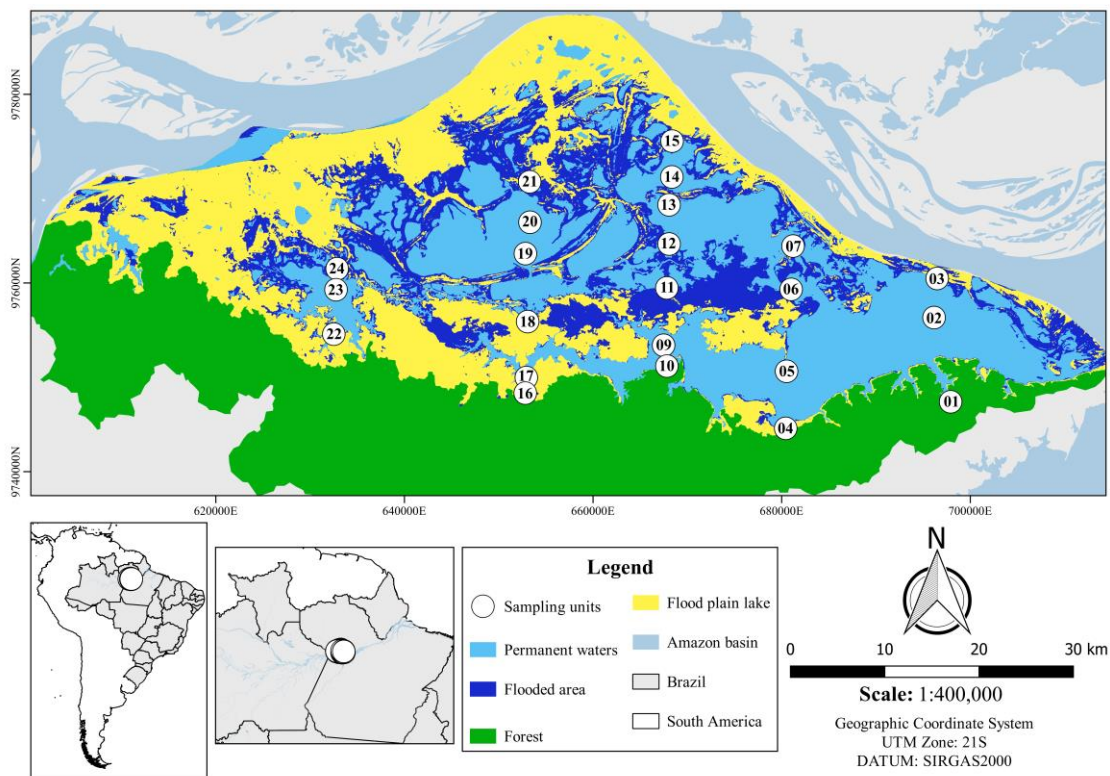 9780000N
9760000N
9740000N
15
14
21
13
20
12
07
19
24
03
23
11
06
02
18
22
09
10
05
17
16
01
04
620000E
640000E
660000E
680000E
700000E
Legend
Sampling units
Permanent waters
Flooded area
Forest
Flood plain lake
Amazon basin
Brazil
South America
N
0 10 20 30 km
Scale: 1:400,000
Geographic Coordinate System
UTM Zone: 21S
DATUM: SIRGAS2000